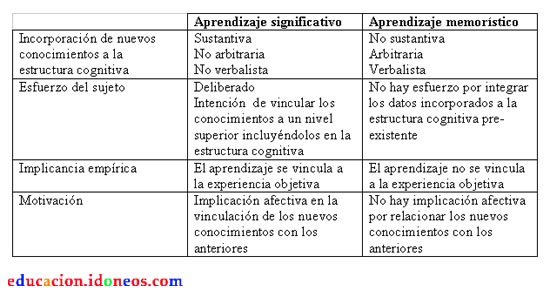 Aprendizaje significativo
Aprendizaje memorístico
Incorporación de nuevos
conocimientos a la
estructura cognitiva
Sustantiva
No arbitraria
No verbalista
No sustantiva
Arbitraria
Verbalista
Esfuerzo del sujeto
Deliberado
Intención de vincular los
conocimientos a un nivel
superior incluyéndolos en la
estructura cognitiva
No hay esfuerzo por integrar
los datos incorporados a la
estructura cognitiva pre-
existente
Implicancia empírica
El aprendizaje se vincula a
la experiencia objetiva
El aprendizaje no se vincula
a la experiencia objetiva
Motivación
Implicación afectiva en la
vinculación de los nuevos
conocimientos con los
anteriores
No hay implicación afectiva
por relacionar los nuevos
conocimientos con los
anteriores
educacion.idoneos.com